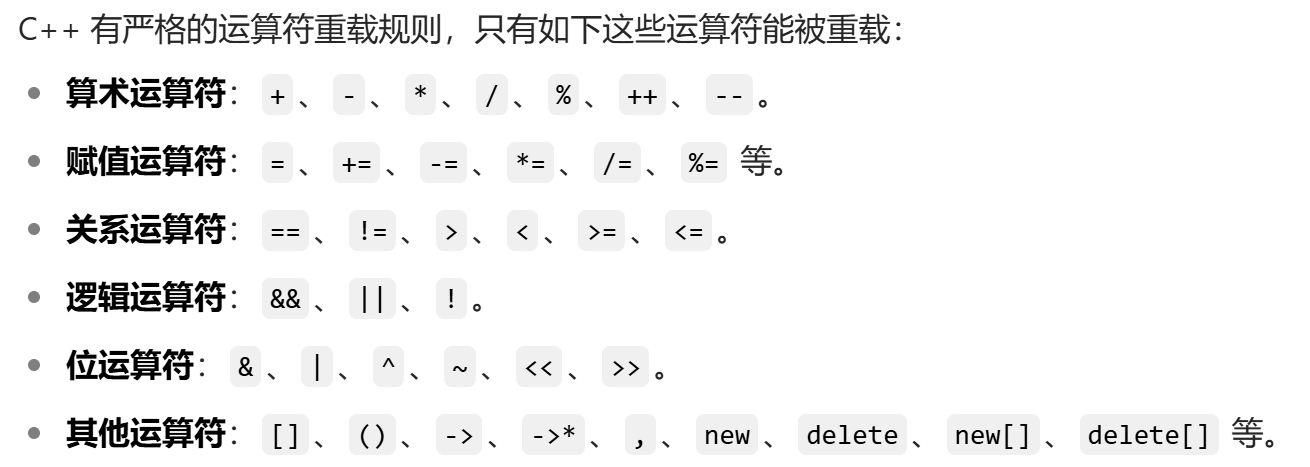 C++ 有严格的运算符重载规则，只有如下这些运算符能被重载：
• 算术运算符： + 、 - 、 * 、 / 、 % 、 ++ 、 -- 。
• 赋值运算符： = 、 += 、 -= 、 *= 、 /= 、 %= 等。
• 关系运算符： == 、 != 、 > 、 < 、 >= 、 <= 。
• 逻辑运算符： && 、 || 、 ! 。
• 位运算符： & 、 | 、 ^ 、 ~ 、 << 、 >> 。
• 其他运算符： [] 、 () 、 -> 、 ->* 、 , 、 new 、 delete 、 new[] 、 delete[] 等。